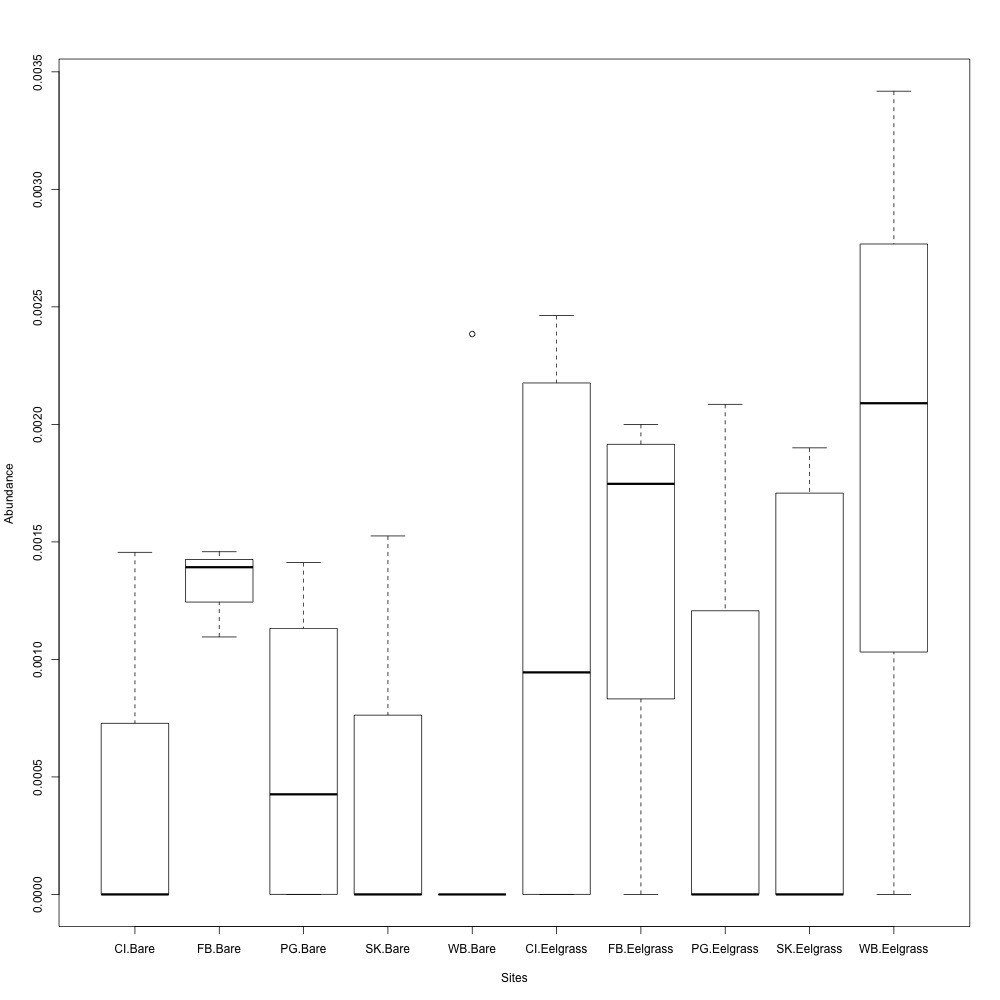 0.0035
0.0030
0.0025
0.0020
0.0015
0.0010
0.0005
0.0000
Abundance
CI.Bare FB.Bare PG.Bare SK.Bare WB.Bare CI.Eelgrass FB.Eelgrass PG.Eelgrass SK.Eelgrass WB.Eelgrass
Sites